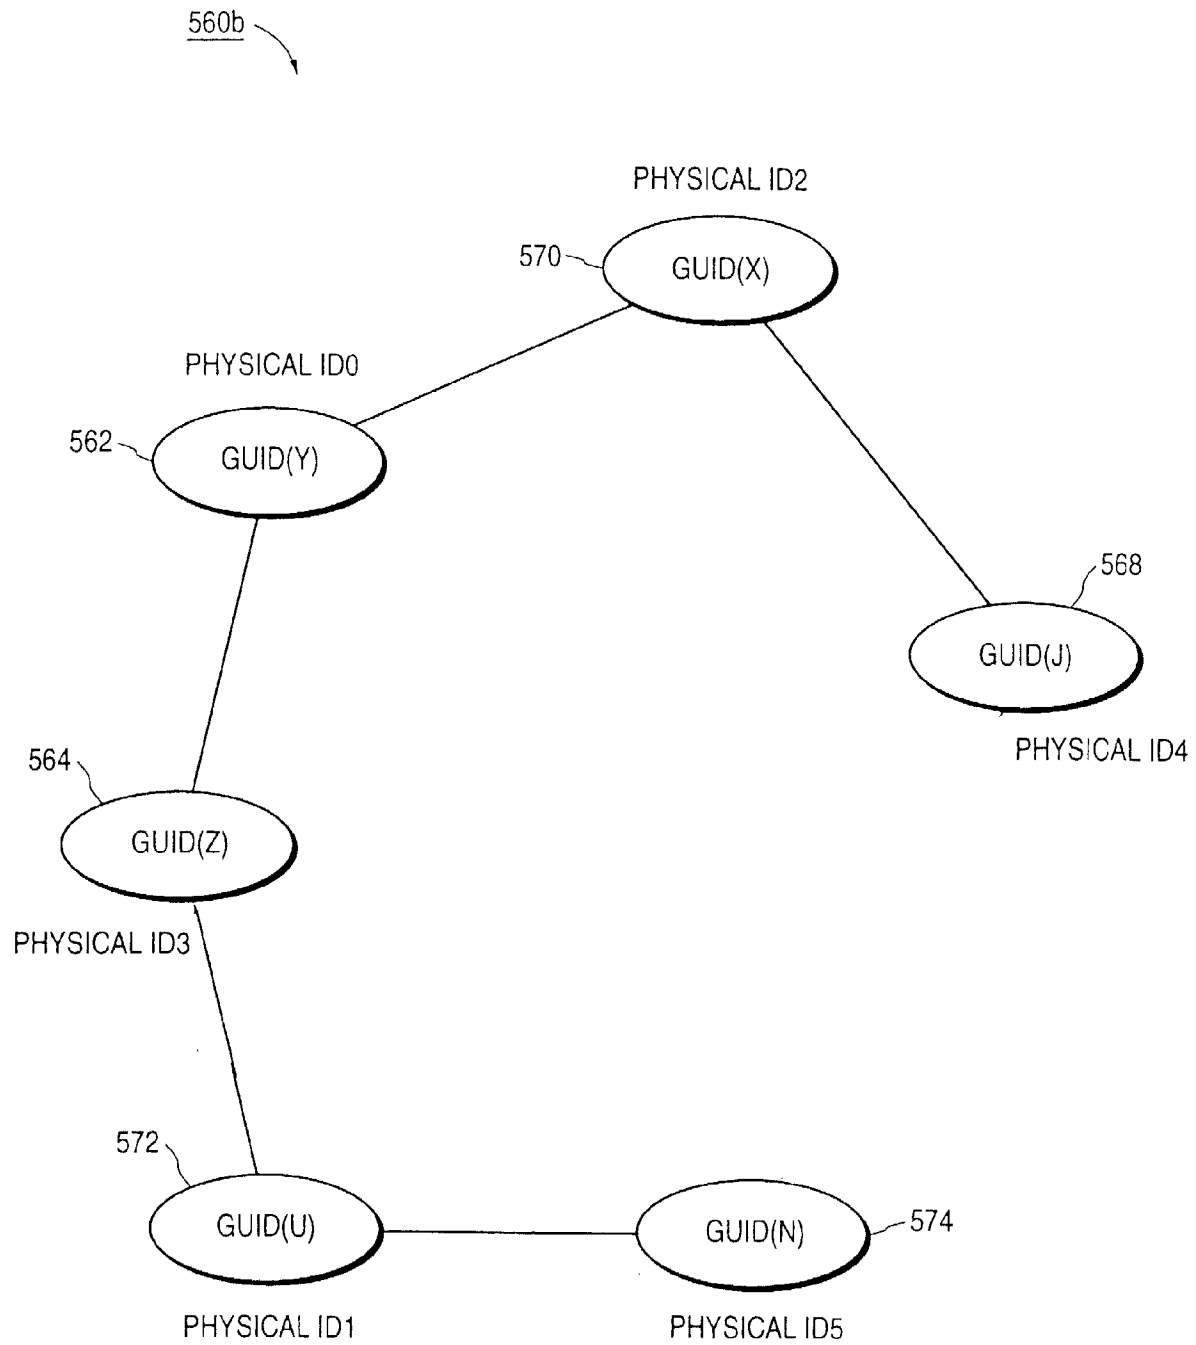 560b
PHYSICAL ID2
570
GUID(X)
PHYSICAL ID0
562
GUID(Y)
568
GUID(J)
PHYSICAL ID4
564
GUID(Z)
PHYSICAL ID3
572
GUID(U)
GUID(N)
574
PHYSICAL ID1
PHYSICAL ID5